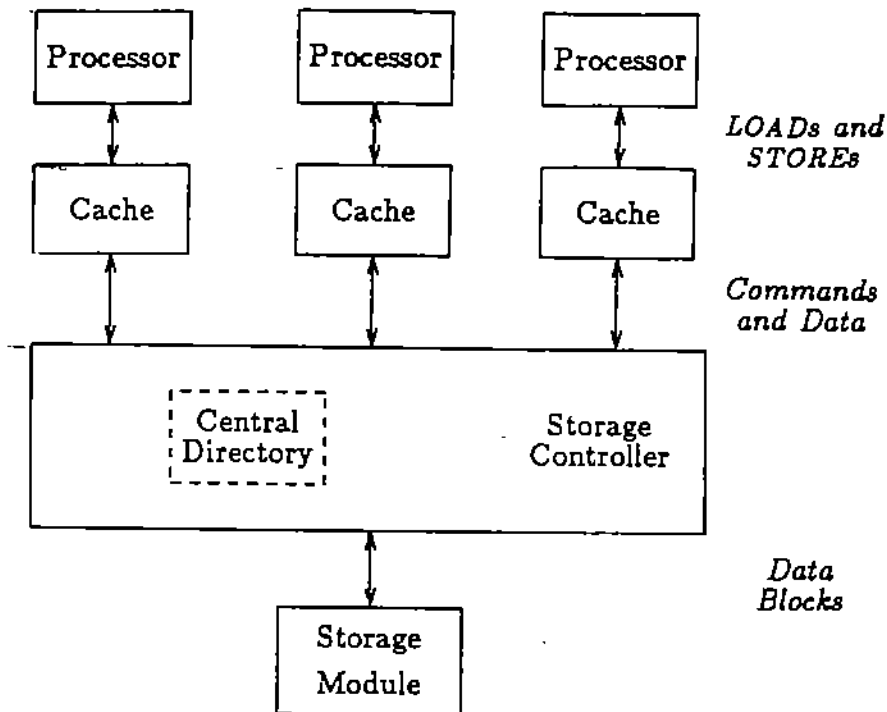 Processor
Processor
Processor
LOADs and
STOREs
Cache
Cache
Cache
Commands
and Data
Central
Directory
Storage
Controller
Data
Blocks
Storage
Module